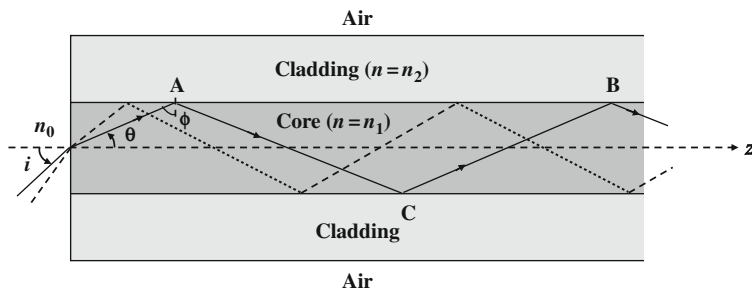 Air
Cladding (n = n₂)
A
B
n₀
ϕ
Core (n = n₁)
θ
i
z
C
Cladding
Air